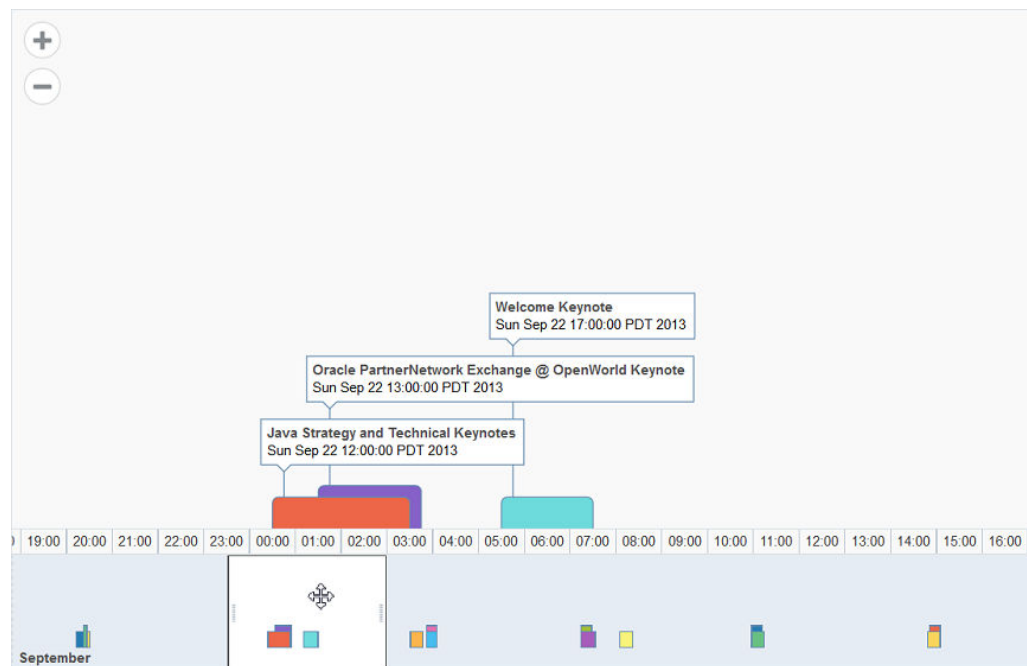 Welcome Keynote
Sun Sep 22 17:00:00 PDT 2013
Oracle PartnerNetwork Exchange @ OpenWorld Keynote
Sun Sep 22 13:00:00 PDT 2013
Java Strategy and Technical Keynotes
Sun Sep 22 12:00:00 PDT 2013
19:00 20:00 21:00 22:00 23:00 00:00 01:00 02:00 03:00 04:00 05:00 06:00 07:00 08:00 09:00 10:00 11:00 12:00 13:00 14:00 15:00 16:00
September